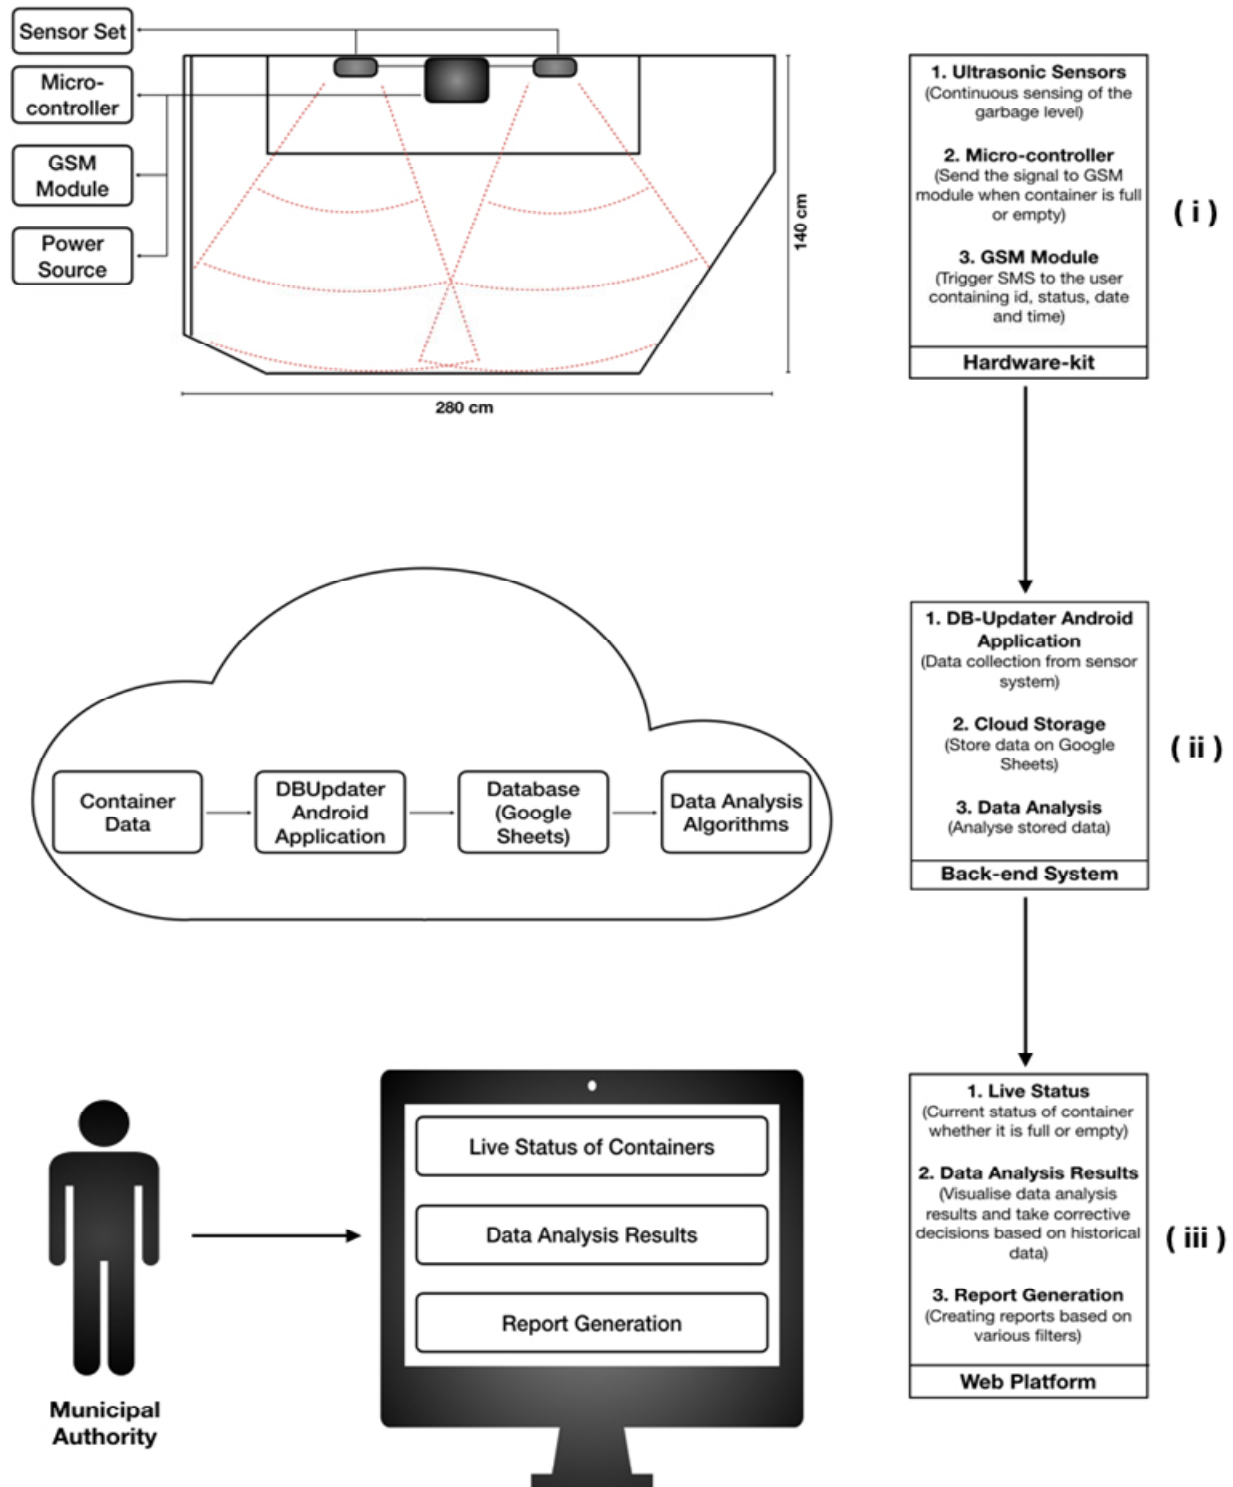 Sensor Set
Micro-
controller
GSM
Module
Power
Source
140 cm
280 cm
1. Ultrasonic Sensors
(Continuous sensing of the
garbage level)
2. Micro-controller
(Send the signal to GSM
module when container is full
or empty)
3. GSM Module
(Trigger SMS to the user
containing id, status, date
and time)
Hardware-kit
( i )
Container
Data
DBUpdater
Android
Application
Database
(Google
Sheets)
Data Analysis
Algorithms
1. DB-Updater Android
Application
(Data collection from sensor
system)
2. Cloud Storage
(Store data on Google
Sheets)
3. Data Analysis
(Analyse stored data)
Back-end System
( ii )
Municipal
Authority
Live Status of Containers
Data Analysis Results
Report Generation
1. Live Status
(Current status of container
whether it is full or empty)
2. Data Analysis Results
(Visualise data analysis
results and take corrective
decisions based on historical
data)
3. Report Generation
(Creating reports based on
various filters)
Web Platform
( iii )